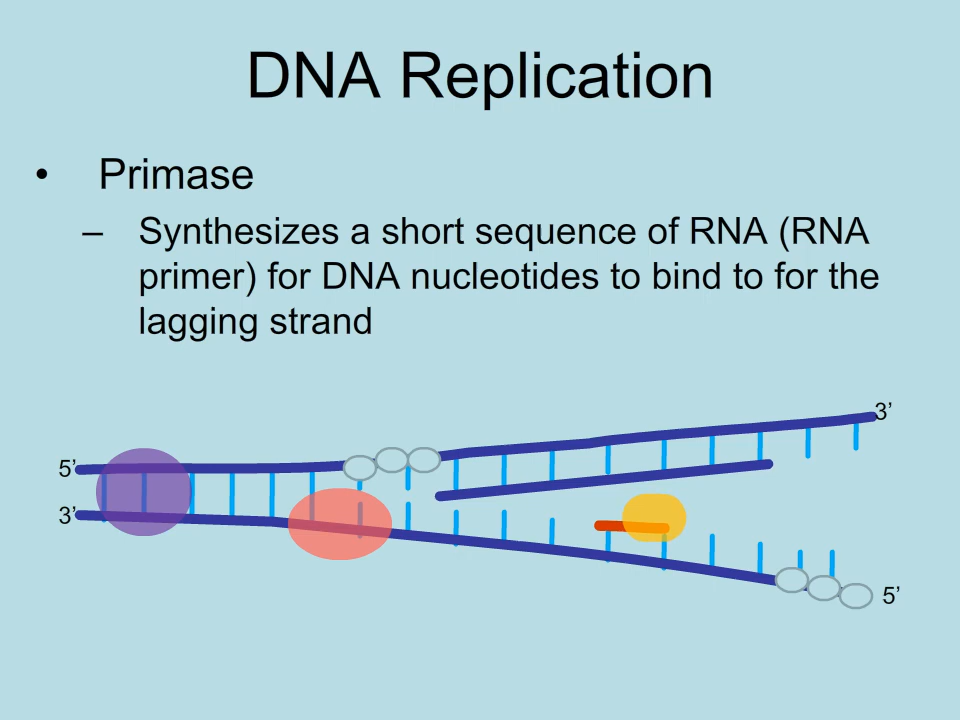 DNA Replication
• Primase
– Synthesizes a short sequence of RNA (RNA
primer) for DNA nucleotides to bind to for the
lagging strand
3’
5’
3’
5’